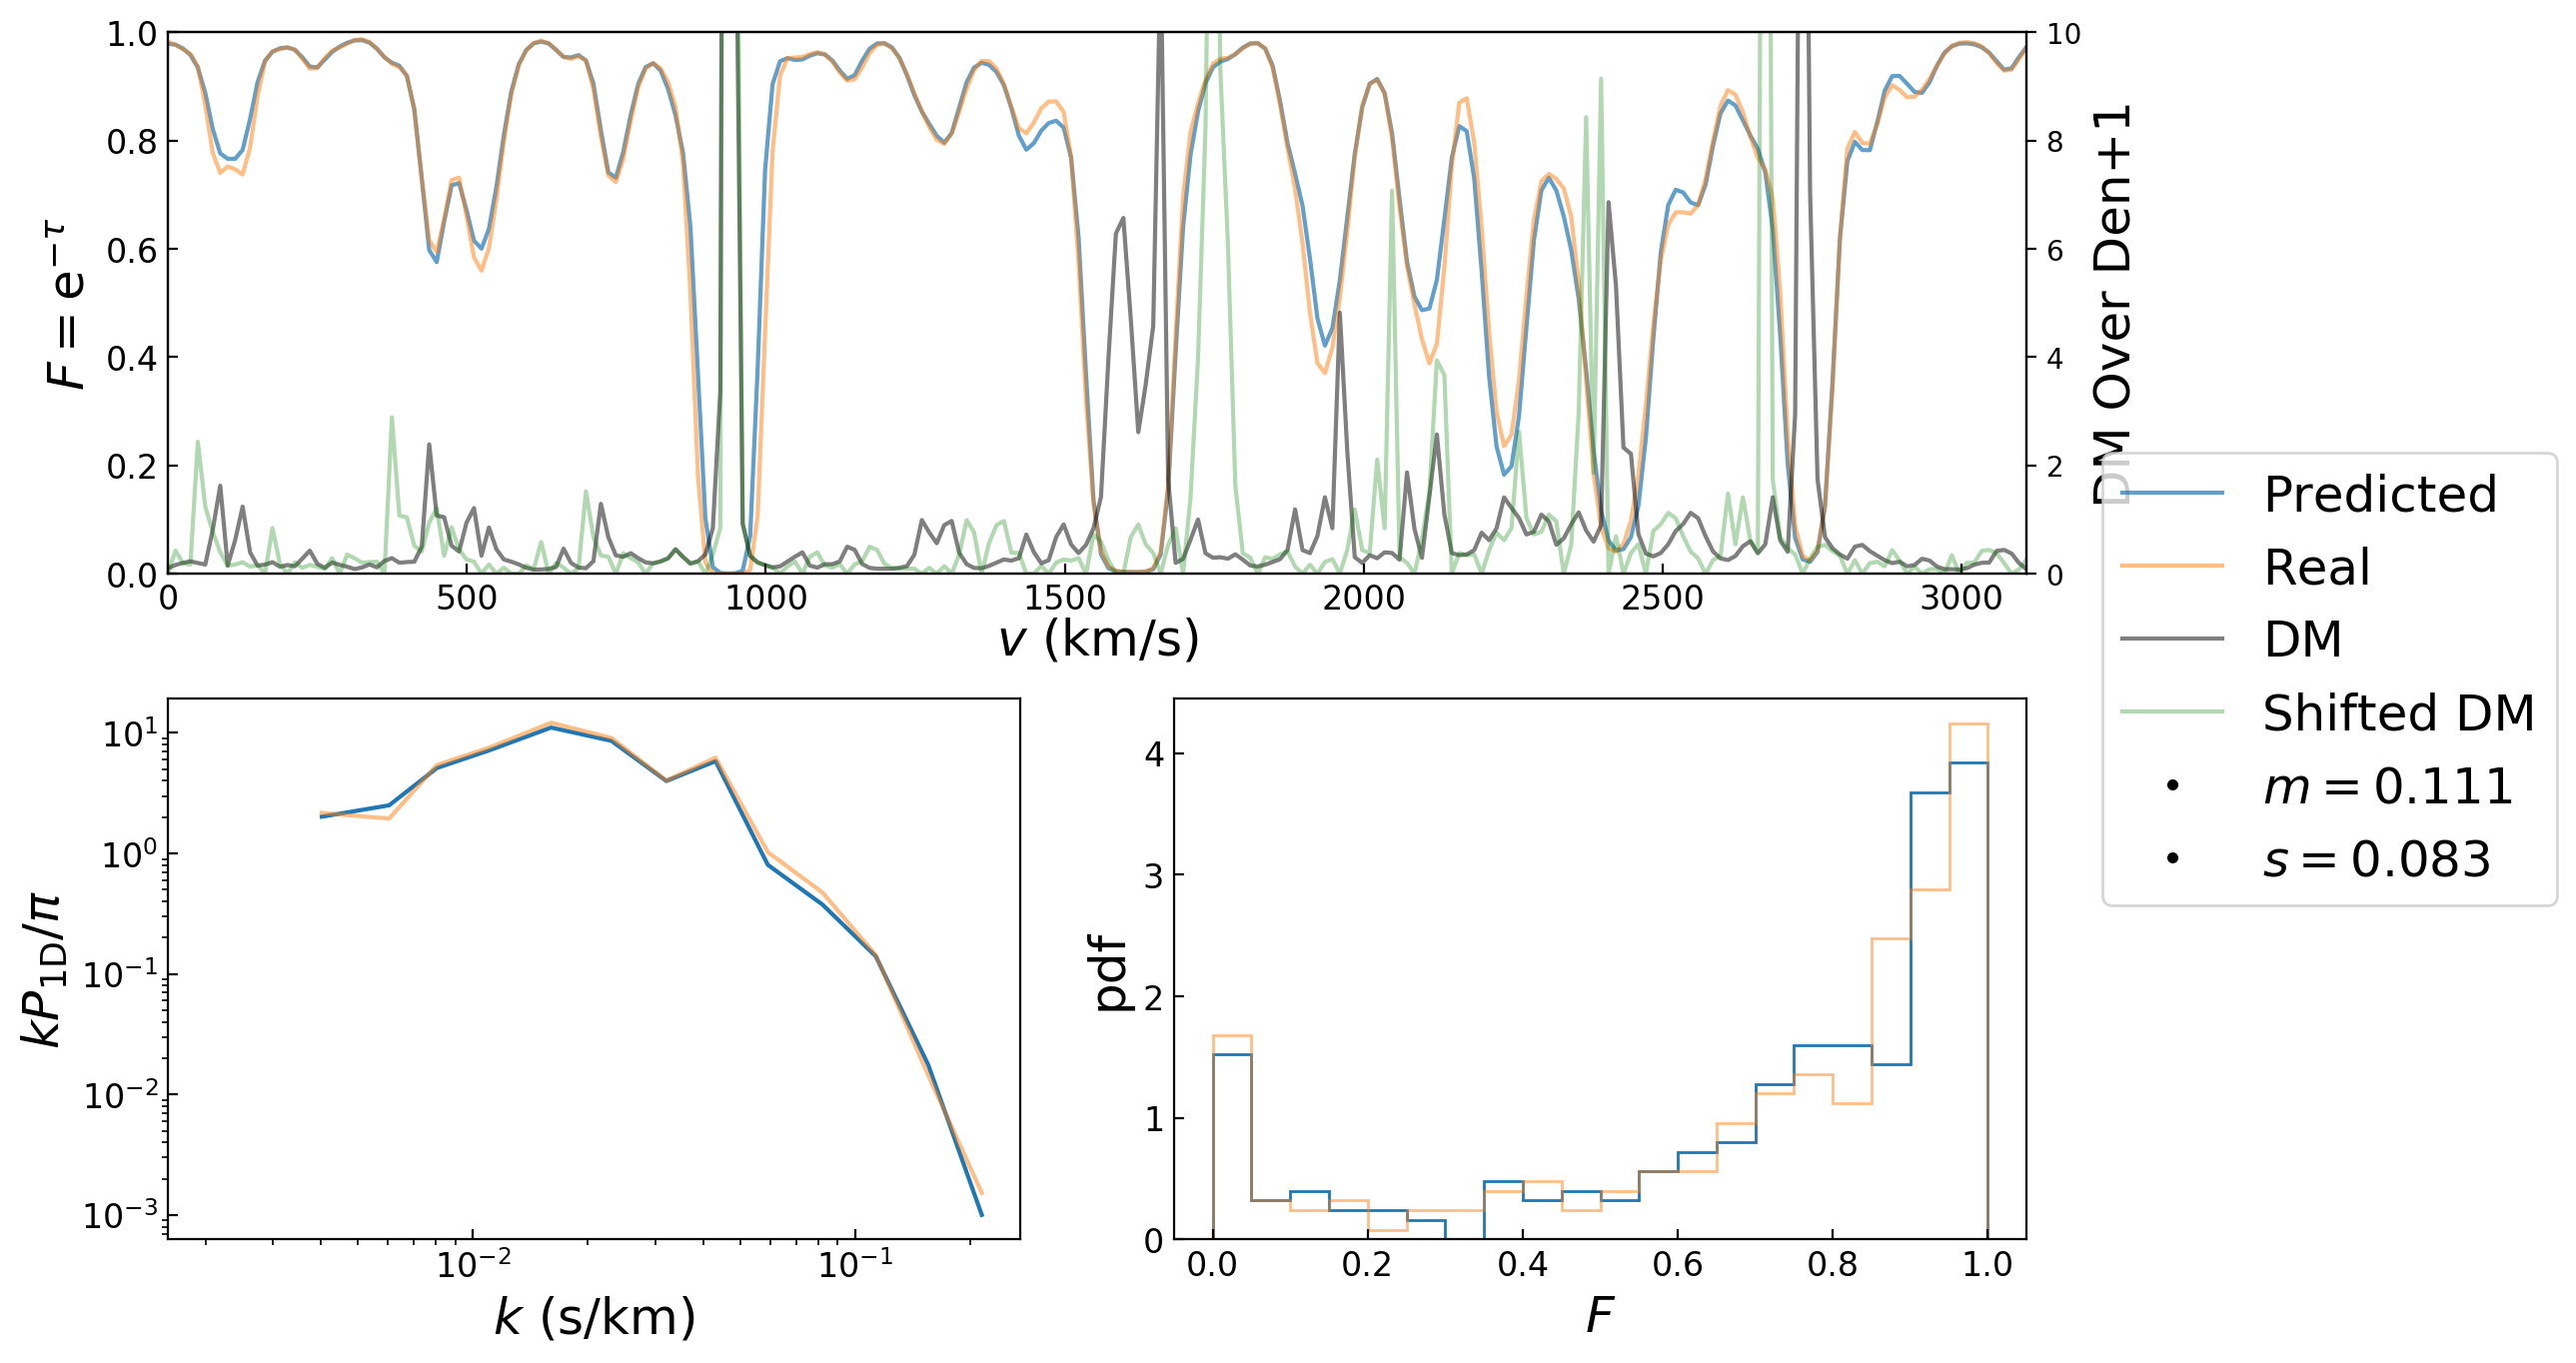 1.0
0.8
0.6
0.4
0.2
0.0
F = e^{−τ}
10
8
6
4
2
0
DM Over Den+1
0 500 1000 1500 2000 2500 3000
v (km/s)
Predicted
Real
DM
Shifted DM
m = 0.111
s = 0.083
10^1
10^0
10^{−1}
10^{−2}
10^{−3}
kP_{1D}/π
10^{−2} 10^{−1}
k (s/km)
4
3
2
1
0
pdf
0.0 0.2 0.4 0.6 0.8 1.0
F